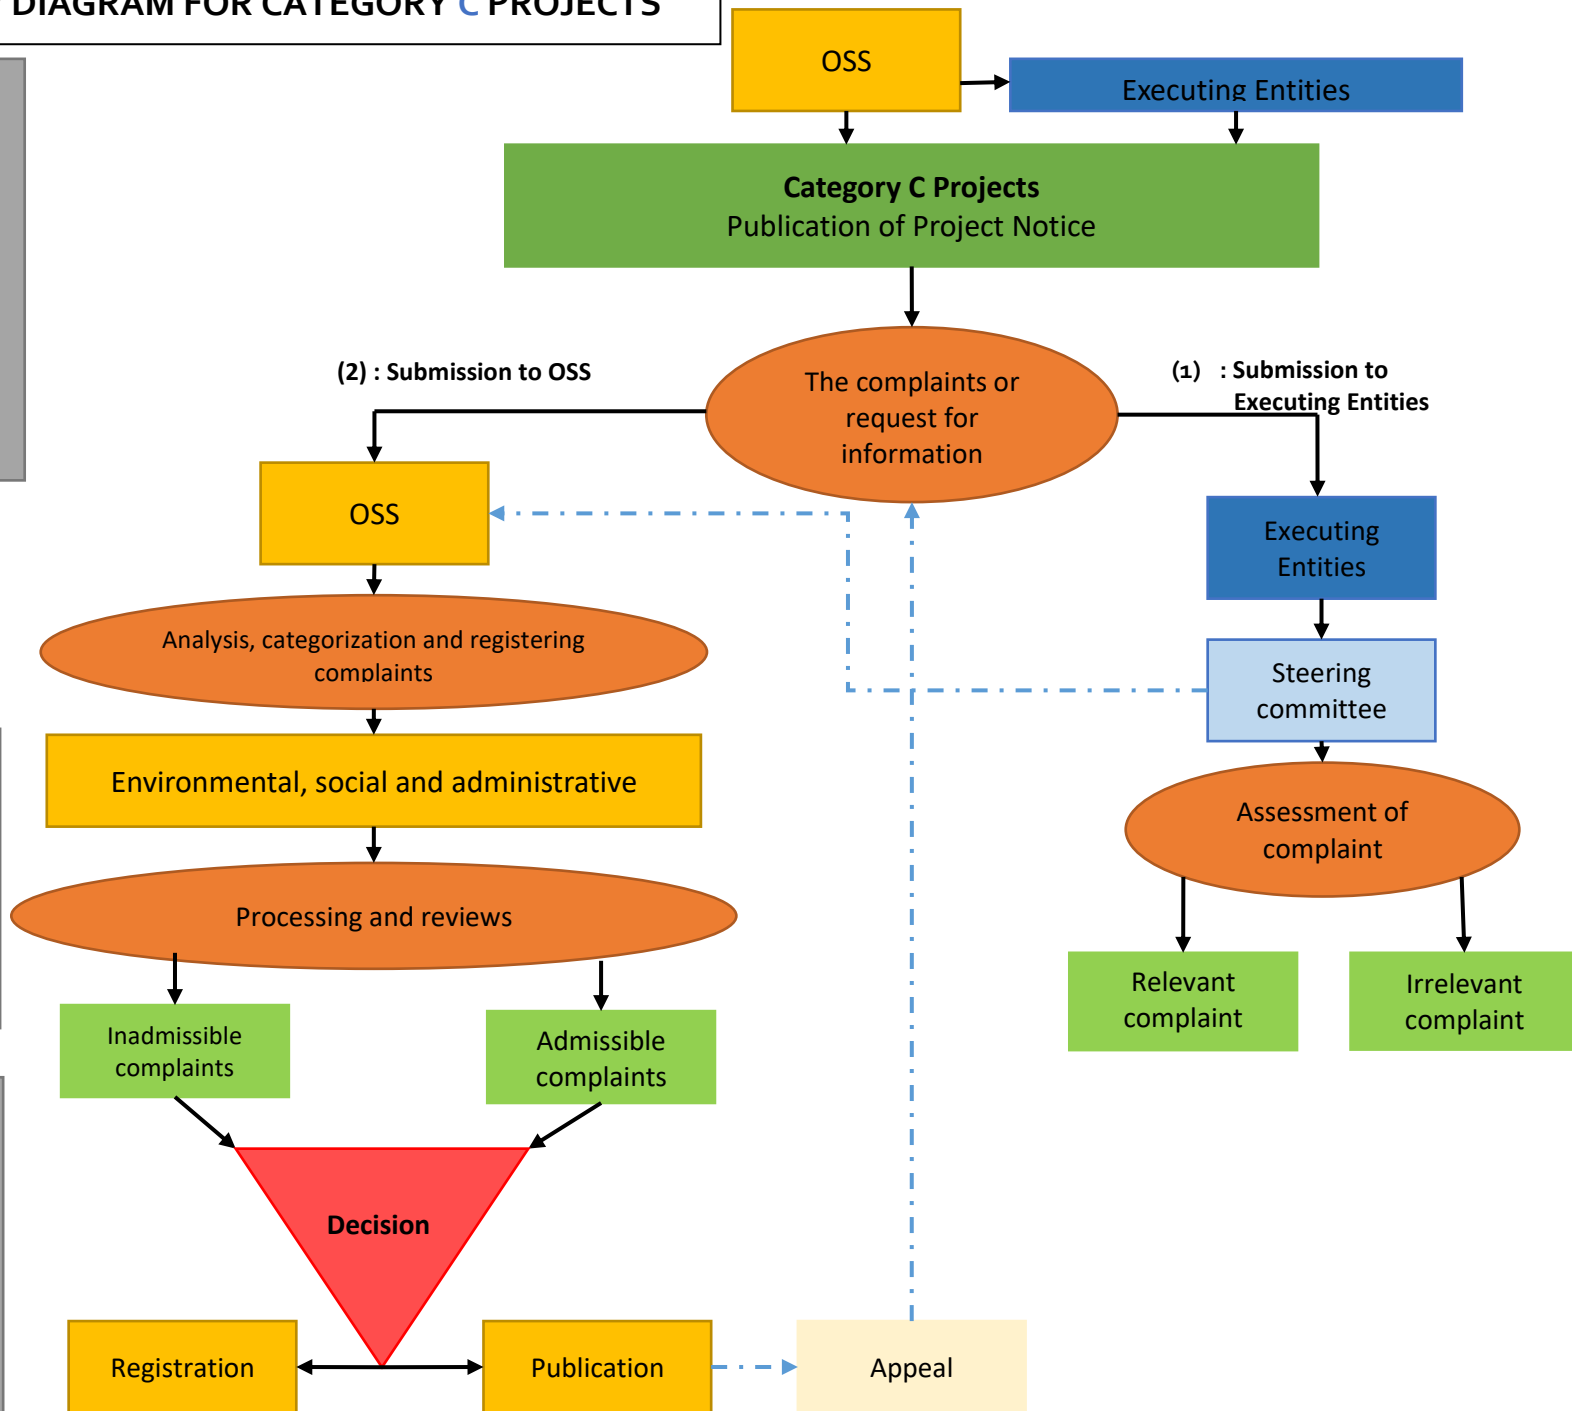 DIAGRAM FOR CATEGORY C PROJECTS
OSS
Executing Entities
Category C Projects
Publication of Project Notice
(2) : Submission to OSS
The complaints or
request for
information
(1) : Submission to
Executing Entities
OSS
Executing
Entities
Analysis, categorization and registering
complaints
Steering
committee
Environmental, social and administrative
Assessment of
complaint
Processing and reviews
Relevant
complaint
Irrelevant
complaint
Inadmissible
complaints
Admissible
complaints
Decision
Registration
Publication
Appeal